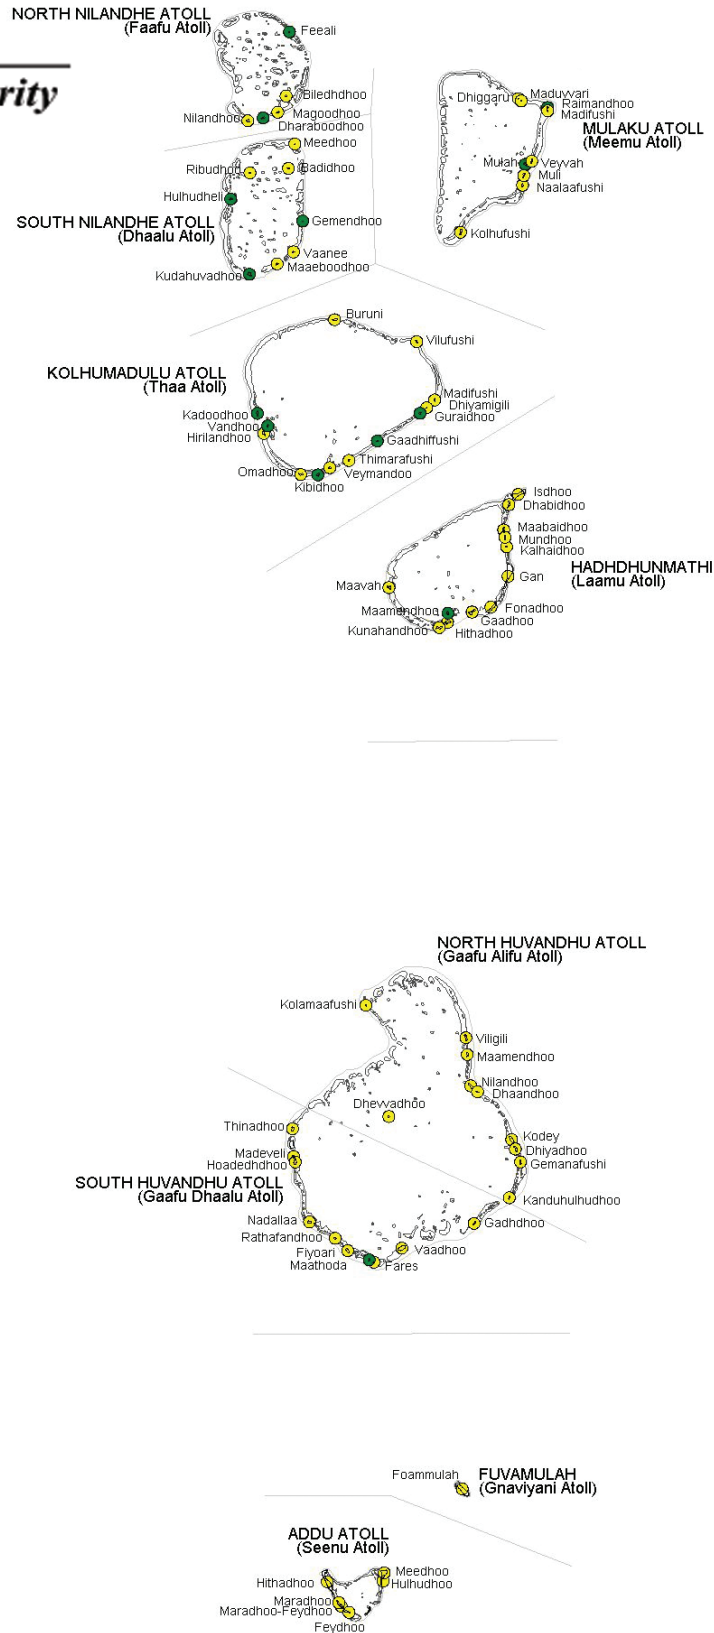 NORTH NILANDHE ATOLL
(Faafu Atoll)
Feeali
rity
Biledhdhoo
Nilandhoo
Magoodhoo
Dharaboodhoo
Meedhoo
Ribudhoo
Badidhoo
Hulhudheli
SOUTH NILANDHE ATOLL
(Dhaalu Atoll)
Gemendhoo
Vaanee
Maaeboodhoo
Kudahuvadhoo
Dhiggaru
Maduvvari
Raimandhoo
Madifushi
MULAKU ATOLL
(Meemu Atoll)
Mulah
Veyvah
Muli
Naalaafushi
Kolhufushi
Buruni
Vilufushi
KOLHUMADULU ATOLL
(Thaa Atoll)
Madifushi
Dhiyamigili
Guraidhoo
Kadoodhoo
Vandhoo
Hirilandhoo
Gaadhiffushi
Thimarafushi
Omadhoo
Veymandoo
Kibidhoo
Isdhoo
Dhabidhoo
Maabaidhoo
Mundhoo
Kalhaidhoo
HADHDHUNMATHI
(Laamu Atoll)
Gan
Maavah
Maamendhoo
Fonadhoo
Gaadhoo
Kunahandhoo
Hithadhoo
NORTH HUVANDHU ATOLL
(Gaafu Alifu Atoll)
Kolamaafushi
Viligili
Maamendhoo
Nilandhoo
Dhaandhoo
Dhevvadhoo
Thinadhoo
Kodey
Dhiyadhoo
Gemanafushi
Madeveli
Hoadedhdhoo
SOUTH HUVANDHU ATOLL
(Gaafu Dhaalu Atoll)
Kanduhulhudhoo
Nadallaa
Gadhdhoo
Rathafandhoo
Fiyoari
Vaadhoo
Maathoda
Fares
Foammulah
FUVAMULAH
(Gnaviyani Atoll)
ADDU ATOLL
(Seenu Atoll)
Meedhoo
Hithadhoo
Hulhudhoo
Maradhoo
Maradhoo-Feydhoo
Feydhoo